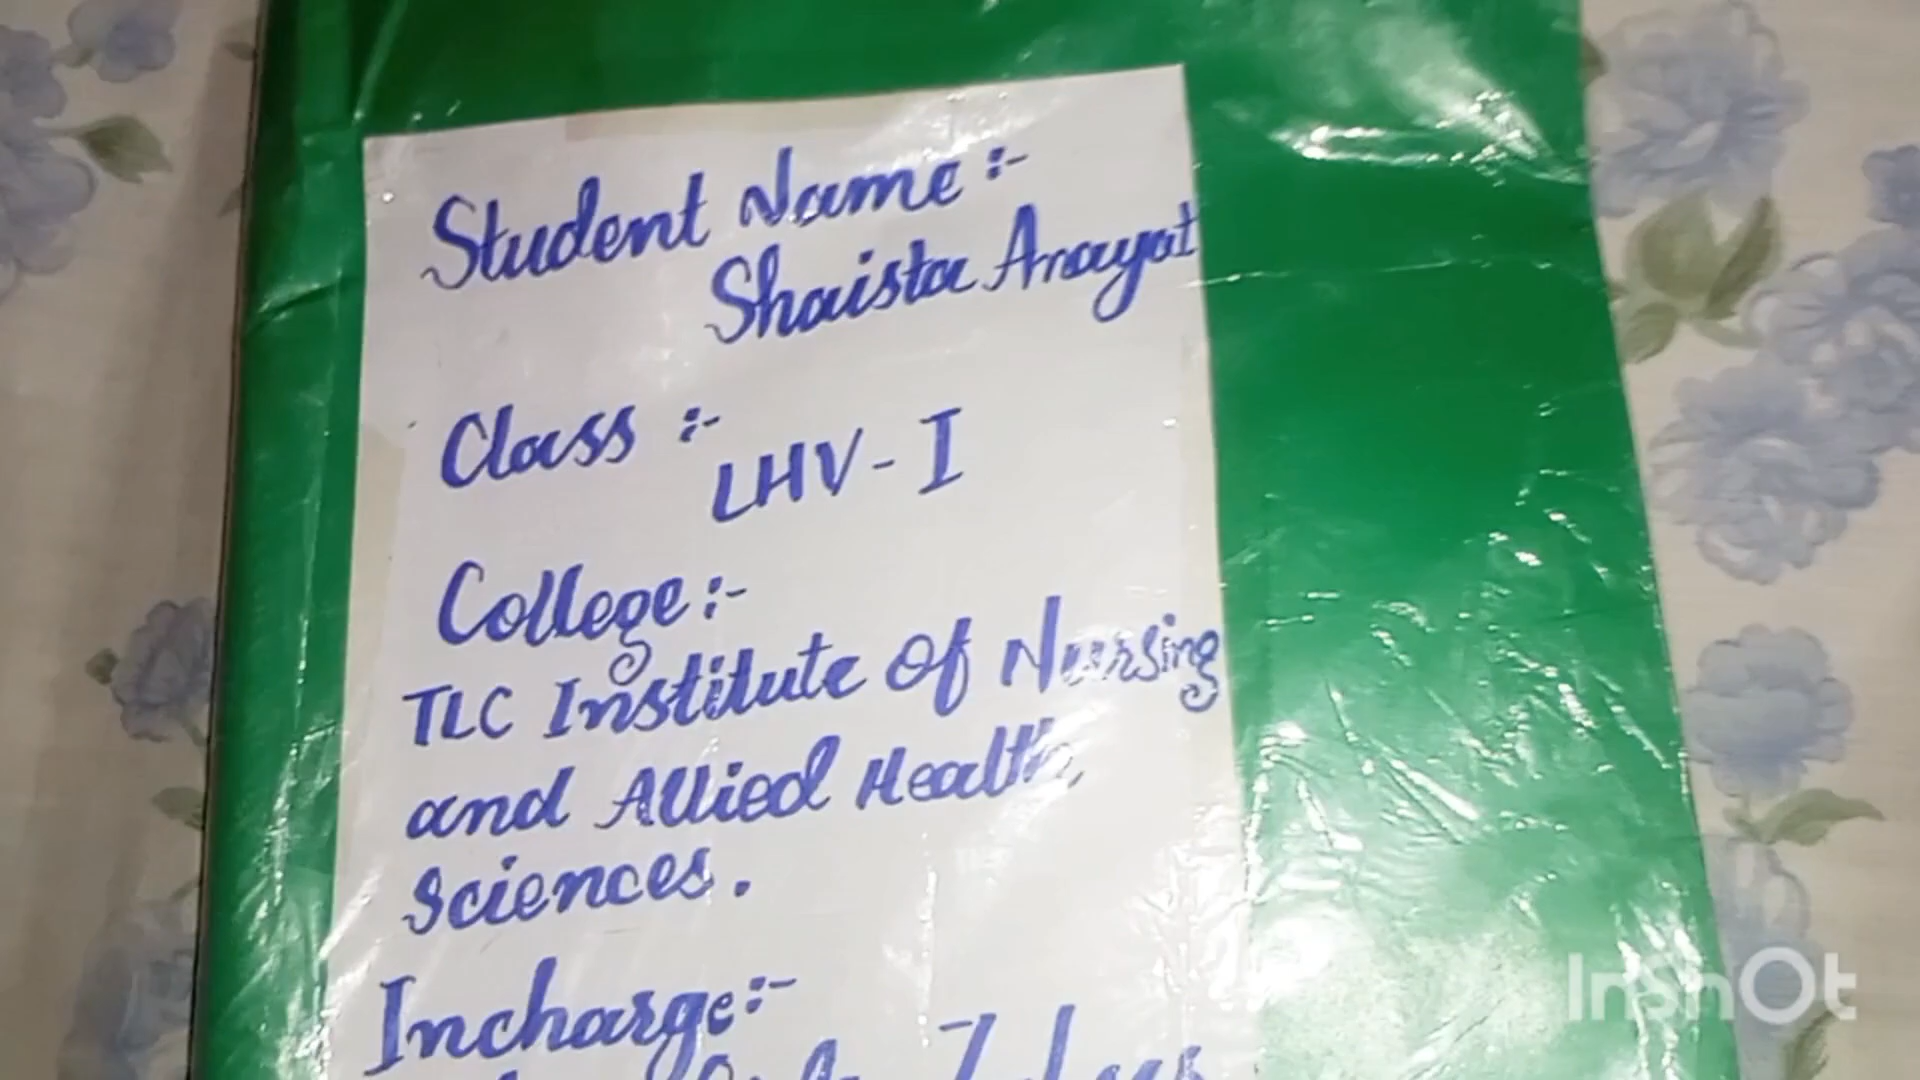 Student Name :-
Shaista Anayat
Class :-
LHV - I
College :-
TLC Institute of Nursing
and Allied Health
Sciences.
Incharge :-
InShOt